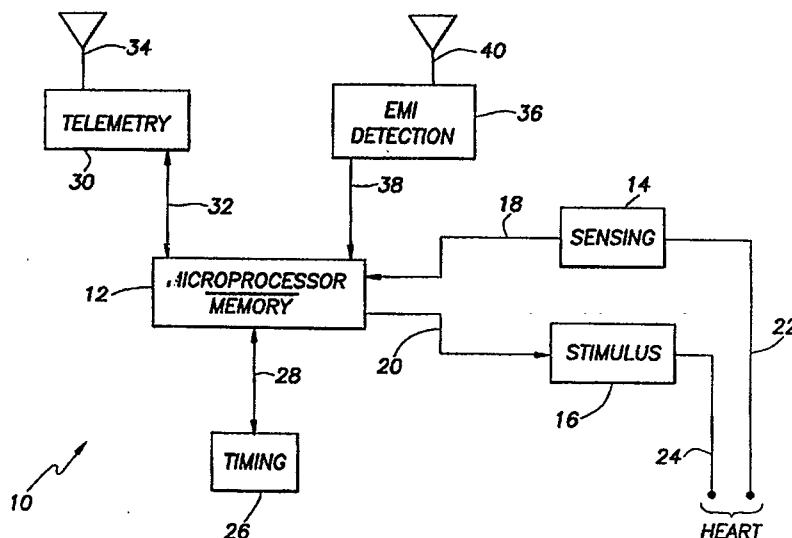 34
40
TELEMETRY
EMI
DETECTION
36
30
32
38
18
14
SENSING
12
MICROPROCESSOR
MEMORY
22
20
STIMULUS
28
16
24
TIMING
10
26
HEART